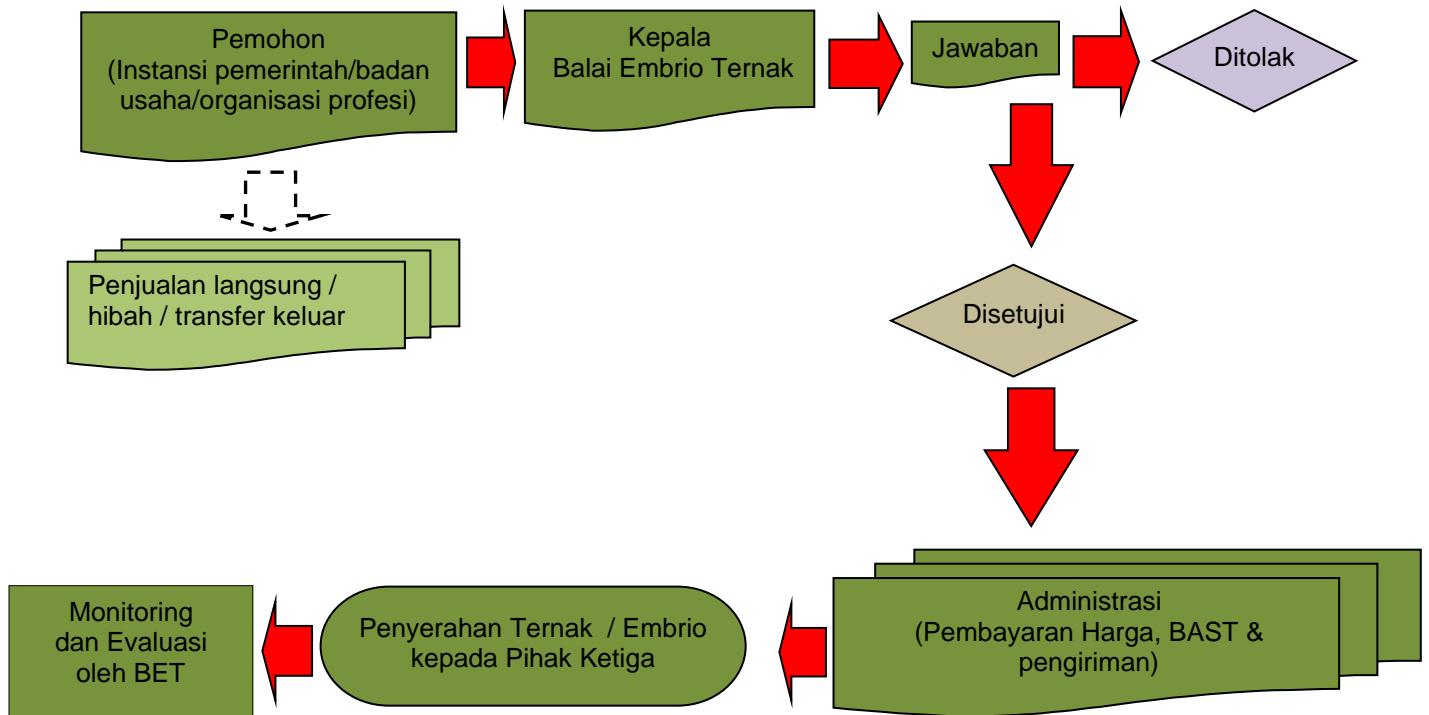 Pemohon
(Instansi pemerintah/badan
usaha/organisasi profesi)
Kepala
Balai Embrio Ternak
Jawaban
Ditolak
Penjualan langsung /
hibah / transfer keluar
Disetujui
Administrasi
(Pembayaran Harga, BAST &
pengiriman)
Penyerahan Ternak / Embrio
kepada Pihak Ketiga
Monitoring
dan Evaluasi
oleh BET